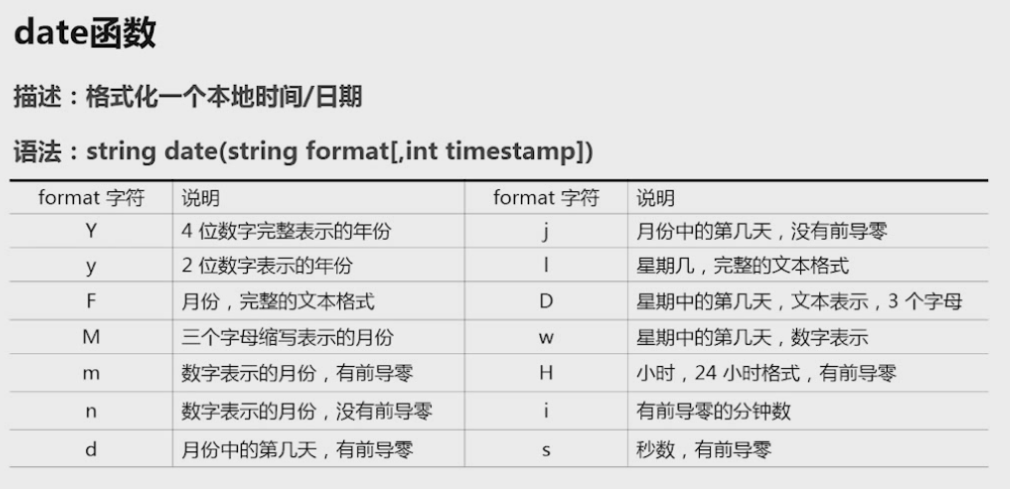 date函数
描述：格式化一个本地时间/日期
语法：string date(string format[,int timestamp])
format 字符 说明 format 字符 说明
Y 4 位数字完整表示的年份 j 月份中的第几天，没有前导零
y 2 位数字表示的年份 l 星期几，完整的文本格式
F 月份，完整的文本格式 D 星期中的第几天，文本表示，3 个字母
M 三个字母缩写表示的月份 w 星期中的第几天，数字表示
m 数字表示的月份，有前导零 H 小时，24 小时格式，有前导零
n 数字表示的月份，没有前导零 i 有前导零的分钟数
d 月份中的第几天，有前导零 s 秒数，有前导零